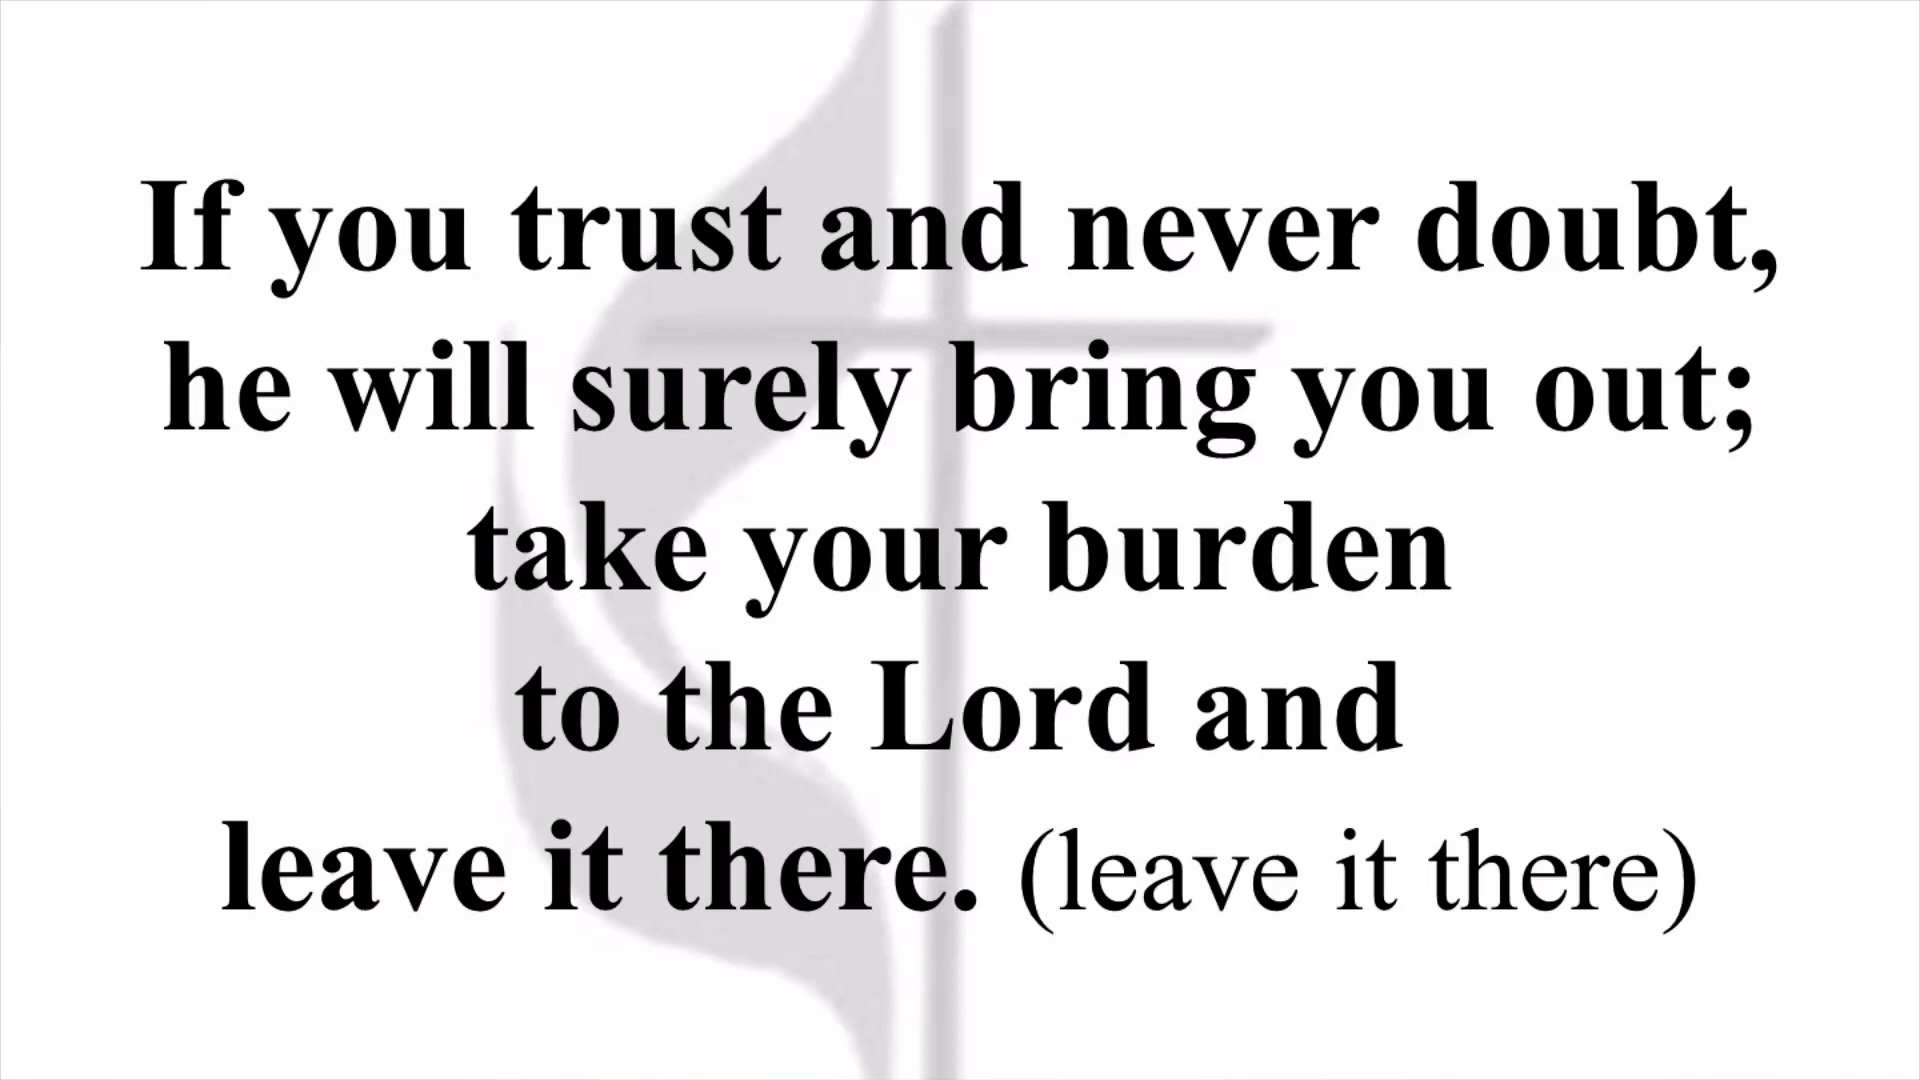 If you trust and never doubt,
he will surely bring you out;
take your burden
to the Lord and
leave it there. (leave it there)